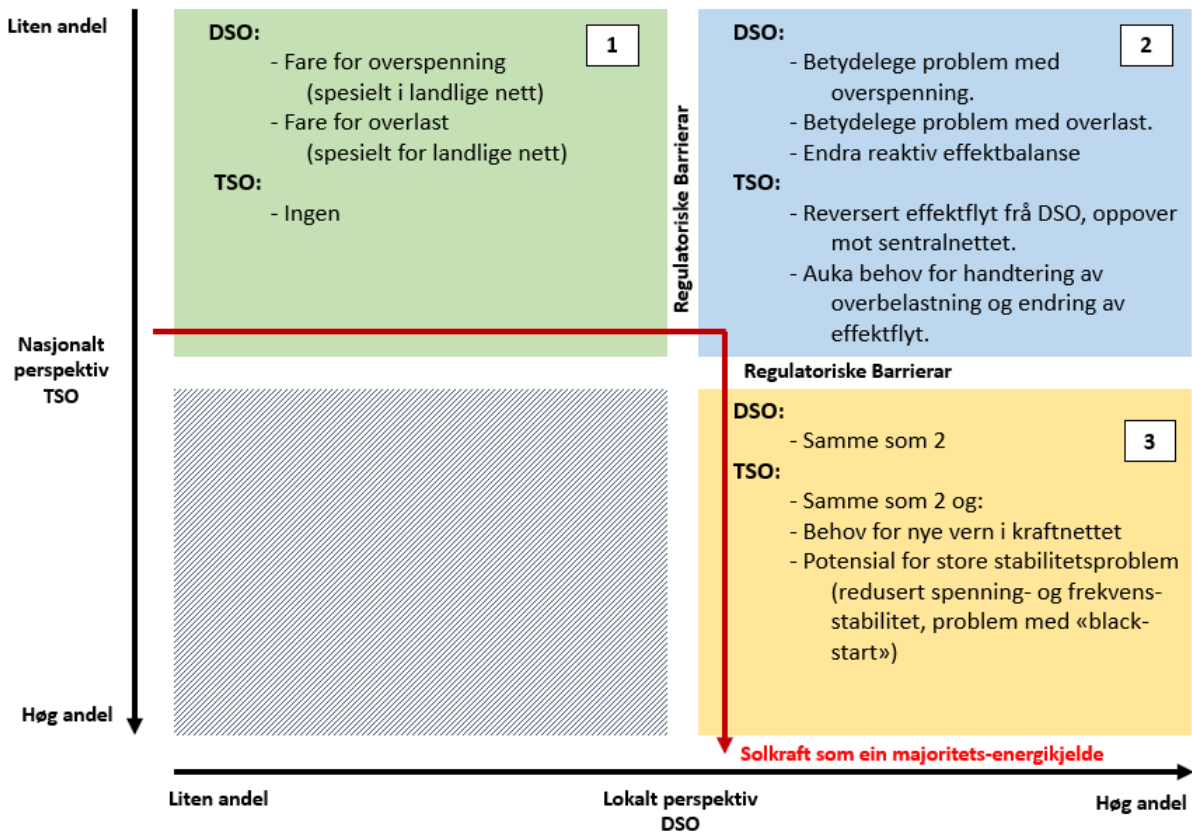 Liten andel
DSO:
1
- Fare for overspenning
(spesielt i landlige nett)
- Fare for overlast
(spesielt for landlige nett)
TSO:
- Ingen
Regulatoriske Barrierar
DSO:
2
- Betydelege problem med
overspenning.
- Betydelege problem med overlast.
- Endra reaktiv effektbalanse
TSO:
- Reversert effektflyt frå DSO, oppover
mot sentralnettet.
- Auka behov for handtering av
overbelastning og endring av
effektflyt.
Nasjonalt
perspektiv
TSO
Regulatoriske Barrierar
DSO:
3
- Samme som 2
TSO:
- Samme som 2 og:
- Behov for nye vern i kraftnettet
- Potensial for store stabilitetsproblem
(redusert spenning- og frekvens-
stabilitet, problem med «black-
start»)
Høg andel
Solkraft som ein majoritets-energikjelde
Liten andel
Lokalt perspektiv
DSO
Høg andel